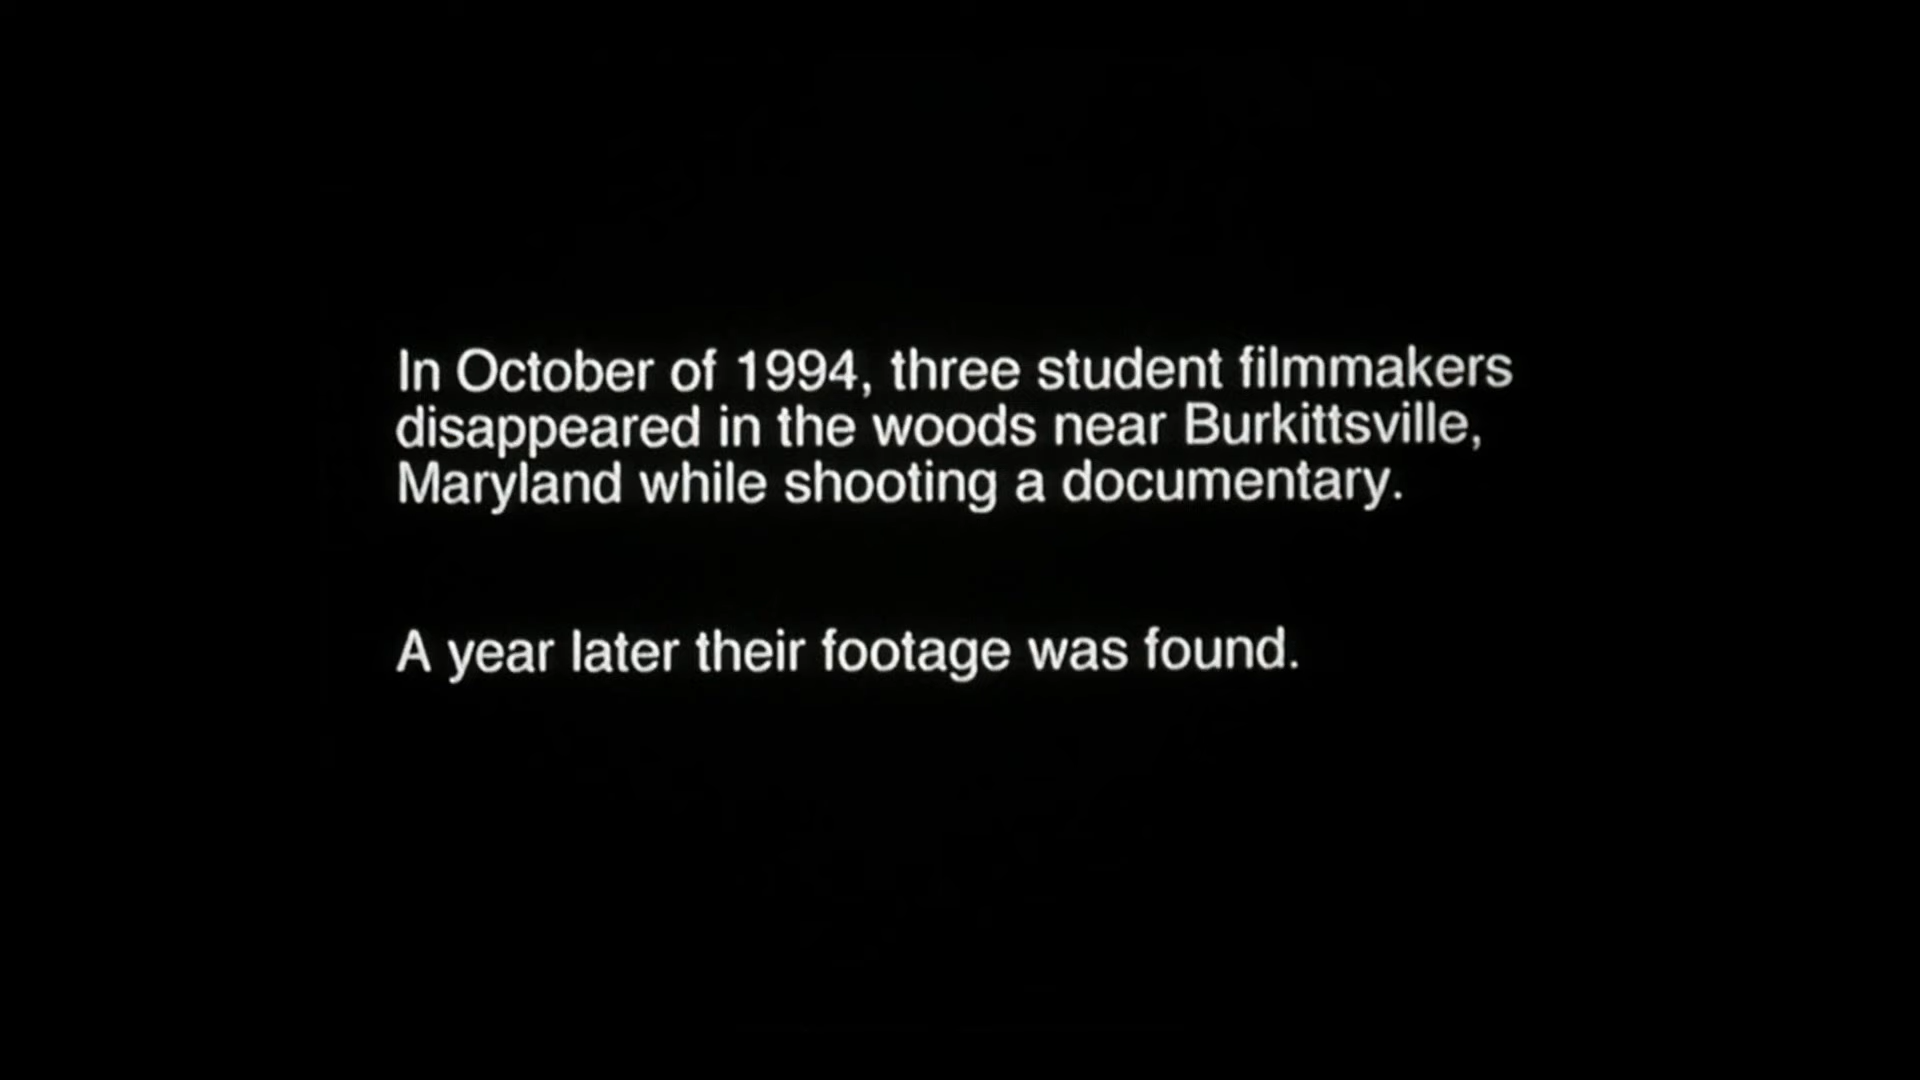 In October of 1994, three student filmmakers
disappeared in the woods near Burkittsville,
Maryland while shooting a documentary.
A year later their footage was found.